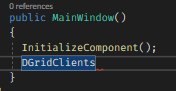 0 references
public MainWindow()
{
InitializeComponent();
DGridClients
}